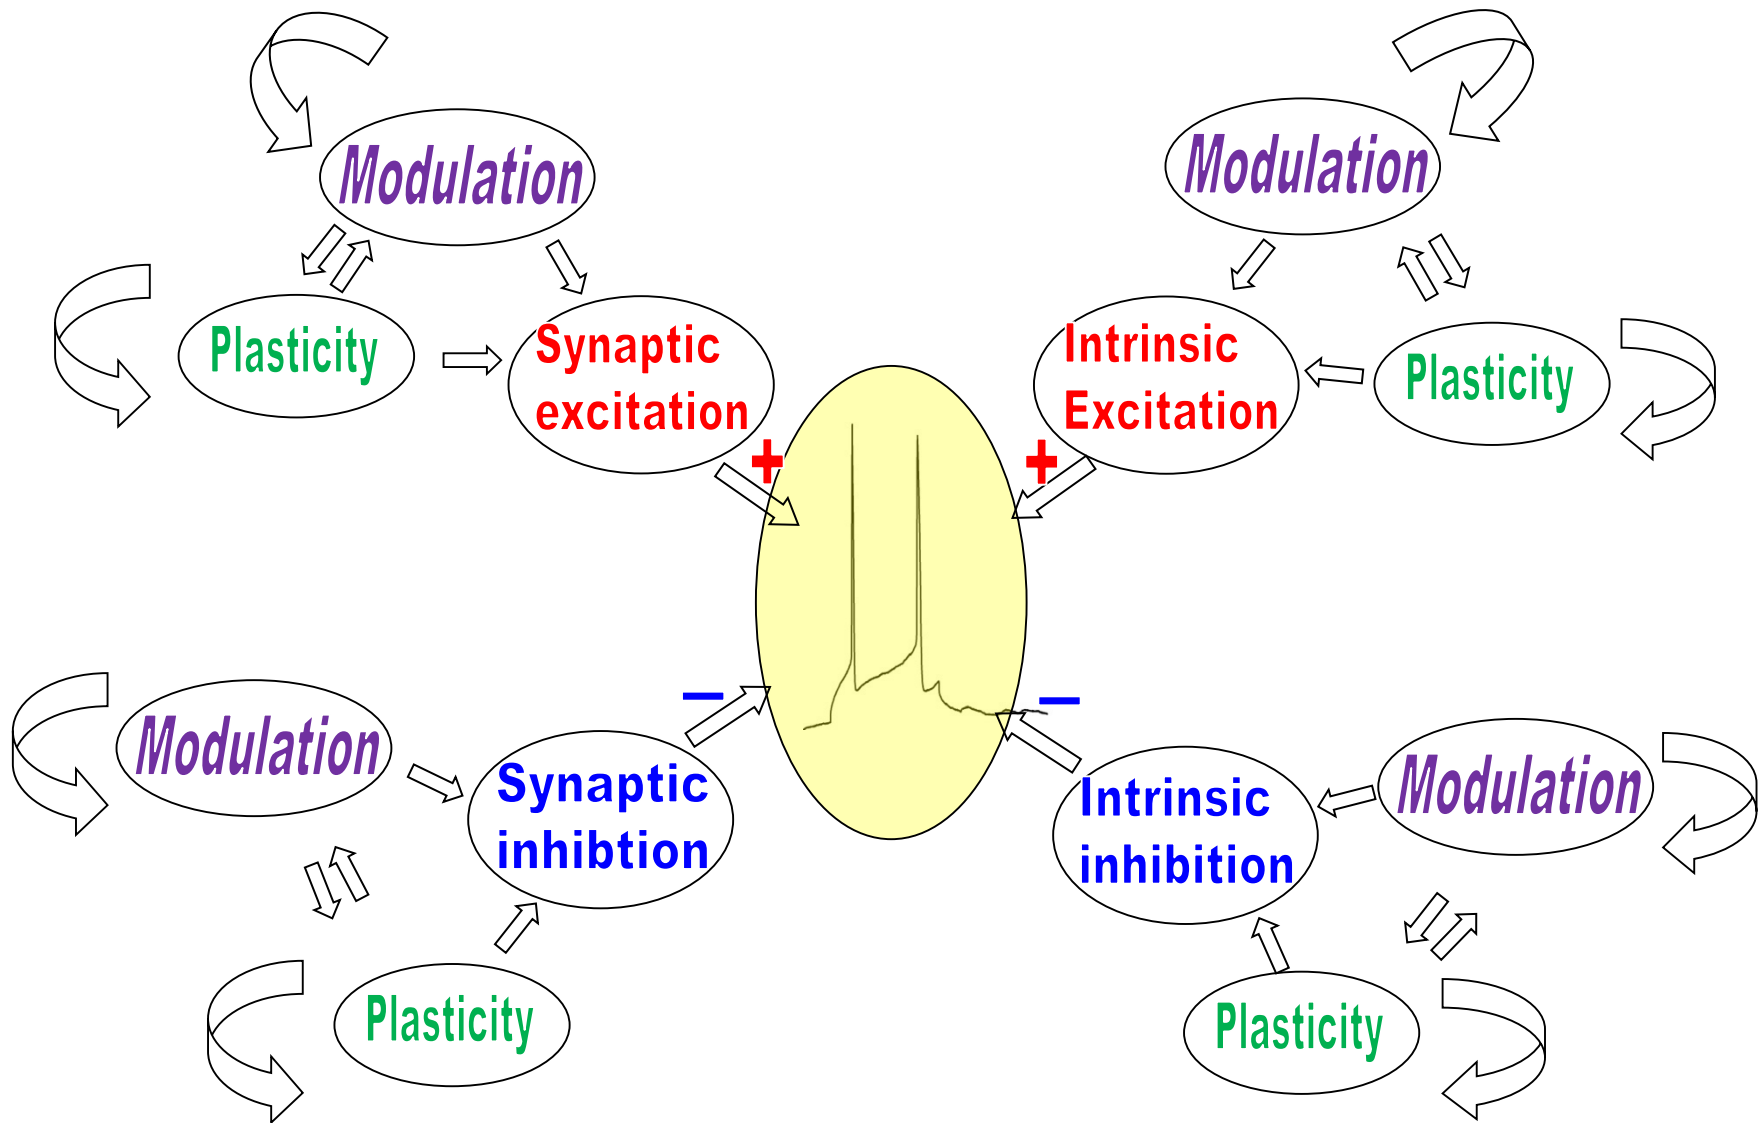 Modulation
Plasticity
Synaptic
excitation
+
Modulation
Intrinsic
Excitation
Plasticity
+
Modulation
Synaptic
inhibtion
Plasticity
–
Modulation
Intrinsic
inhibition
Plasticity
–